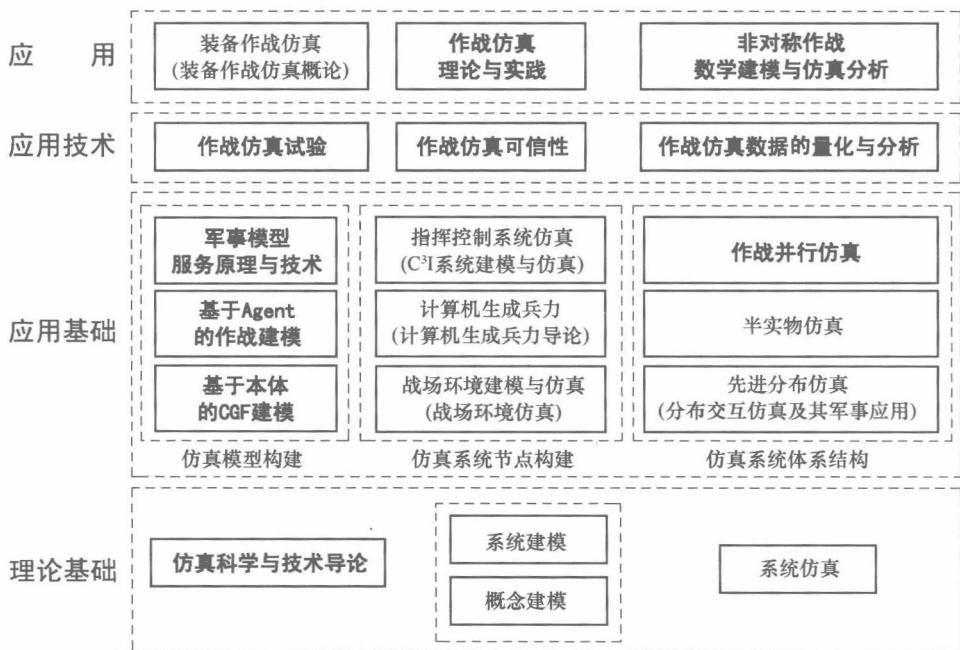 应 用
装备作战仿真
(装备作战仿真概论)
作战仿真
理论与实践
非对称作战
数学建模与仿真分析
应用技术
作战仿真试验
作战仿真可信性
作战仿真数据的量化与分析
应用基础
军事模型
服务原理与技术
基于Agent
的作战建模
基于本体
的CGF建模
仿真模型构建
指挥控制系统仿真
(C³I系统建模与仿真)
计算机生成兵力
(计算机生成兵力导论)
战场环境建模与仿真
(战场环境仿真)
仿真系统节点构建
作战并行仿真
半实物仿真
先进分布仿真
(分布交互仿真及其军事应用)
仿真系统体系结构
理论基础
仿真科学与技术导论
系统建模
概念建模
系统仿真